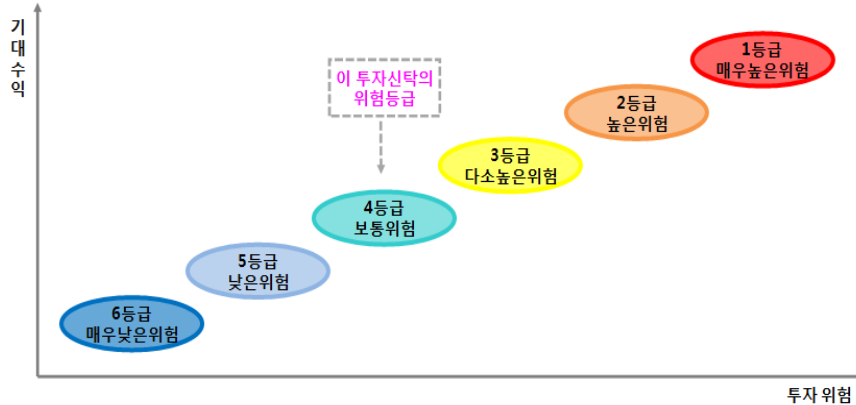 기대수익
1등급
매우높은위험
이 투자신탁의
위험등급
2등급
높은위험
3등급
다소높은위험
4등급
보통위험
5등급
낮은위험
6등급
매우낮은위험
투자 위험